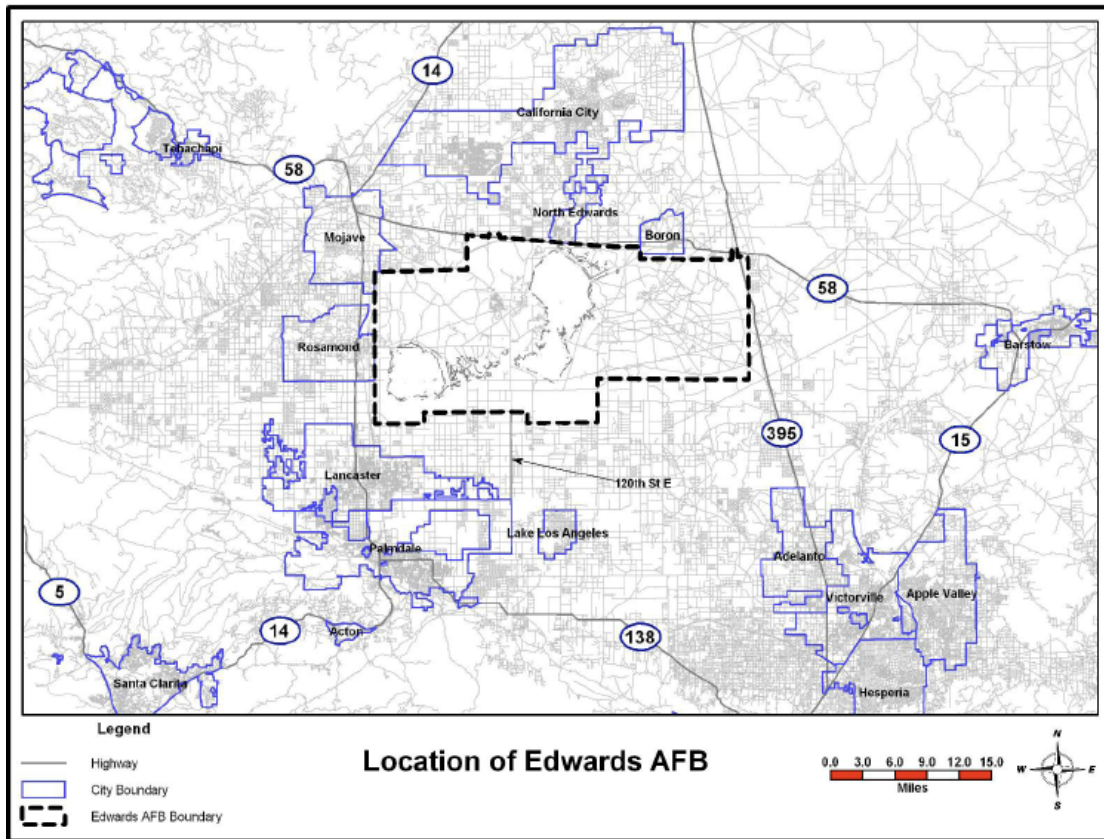 14
California City
Tehachapi
58
North Edwards
Mojave
Boron
58
Rosamond
Barstow
395
15
Lancaster
120th St E
Lake Los Angeles
Palmdale
Adelanto
5
Victorville
Apple Valley
14
Acton
138
Santa Clarita
Hesperia
Legend
Highway
City Boundary
Edwards AFB Boundary
Location of Edwards AFB
0.0 3.0 6.0 9.0 12.0 15.0
Miles
N
W
E
S